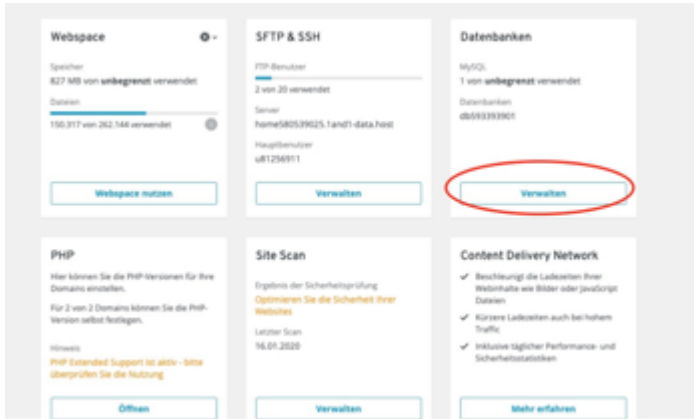 Webspace
Speicher
827 MB von unbegrenzt verwendet
Dateien
150.317 von 262.144 verwendet
Webspace nutzen
SFTP & SSH
FTP-Benutzer
2 von 20 verwendet
Server
home580539025.1and1-data.host
Hauptbenutzer
u81256911
Verwalten
Datenbanken
MySQL
1 von unbegrenzt verwendet
Datenbanken
db593393901
Verwalten
PHP
Hier können Sie die PHP-Versionen für Ihre
Domains einstellen.
Für 2 von 2 Domains können Sie die PHP-
Version selbst festlegen.
Hinweis
PHP Extended Support ist aktiv - bitte
überprüfen Sie die Nutzung
Öffnen
Site Scan
Ergebnis der Sicherheitsprüfung
Optimieren Sie die Sicherheit Ihrer
Websites
Letzter Scan
16.01.2020
Verwalten
Content Delivery Network
Beschleunigt die Ladezeiten Ihrer
Webinhalte wie Bilder oder JavaScript
Dateien
Kürzere Ladezeiten auch bei hohem
Traffic
Inklusive täglicher Performance- und
Sicherheitsstatistiken
Mehr erfahren